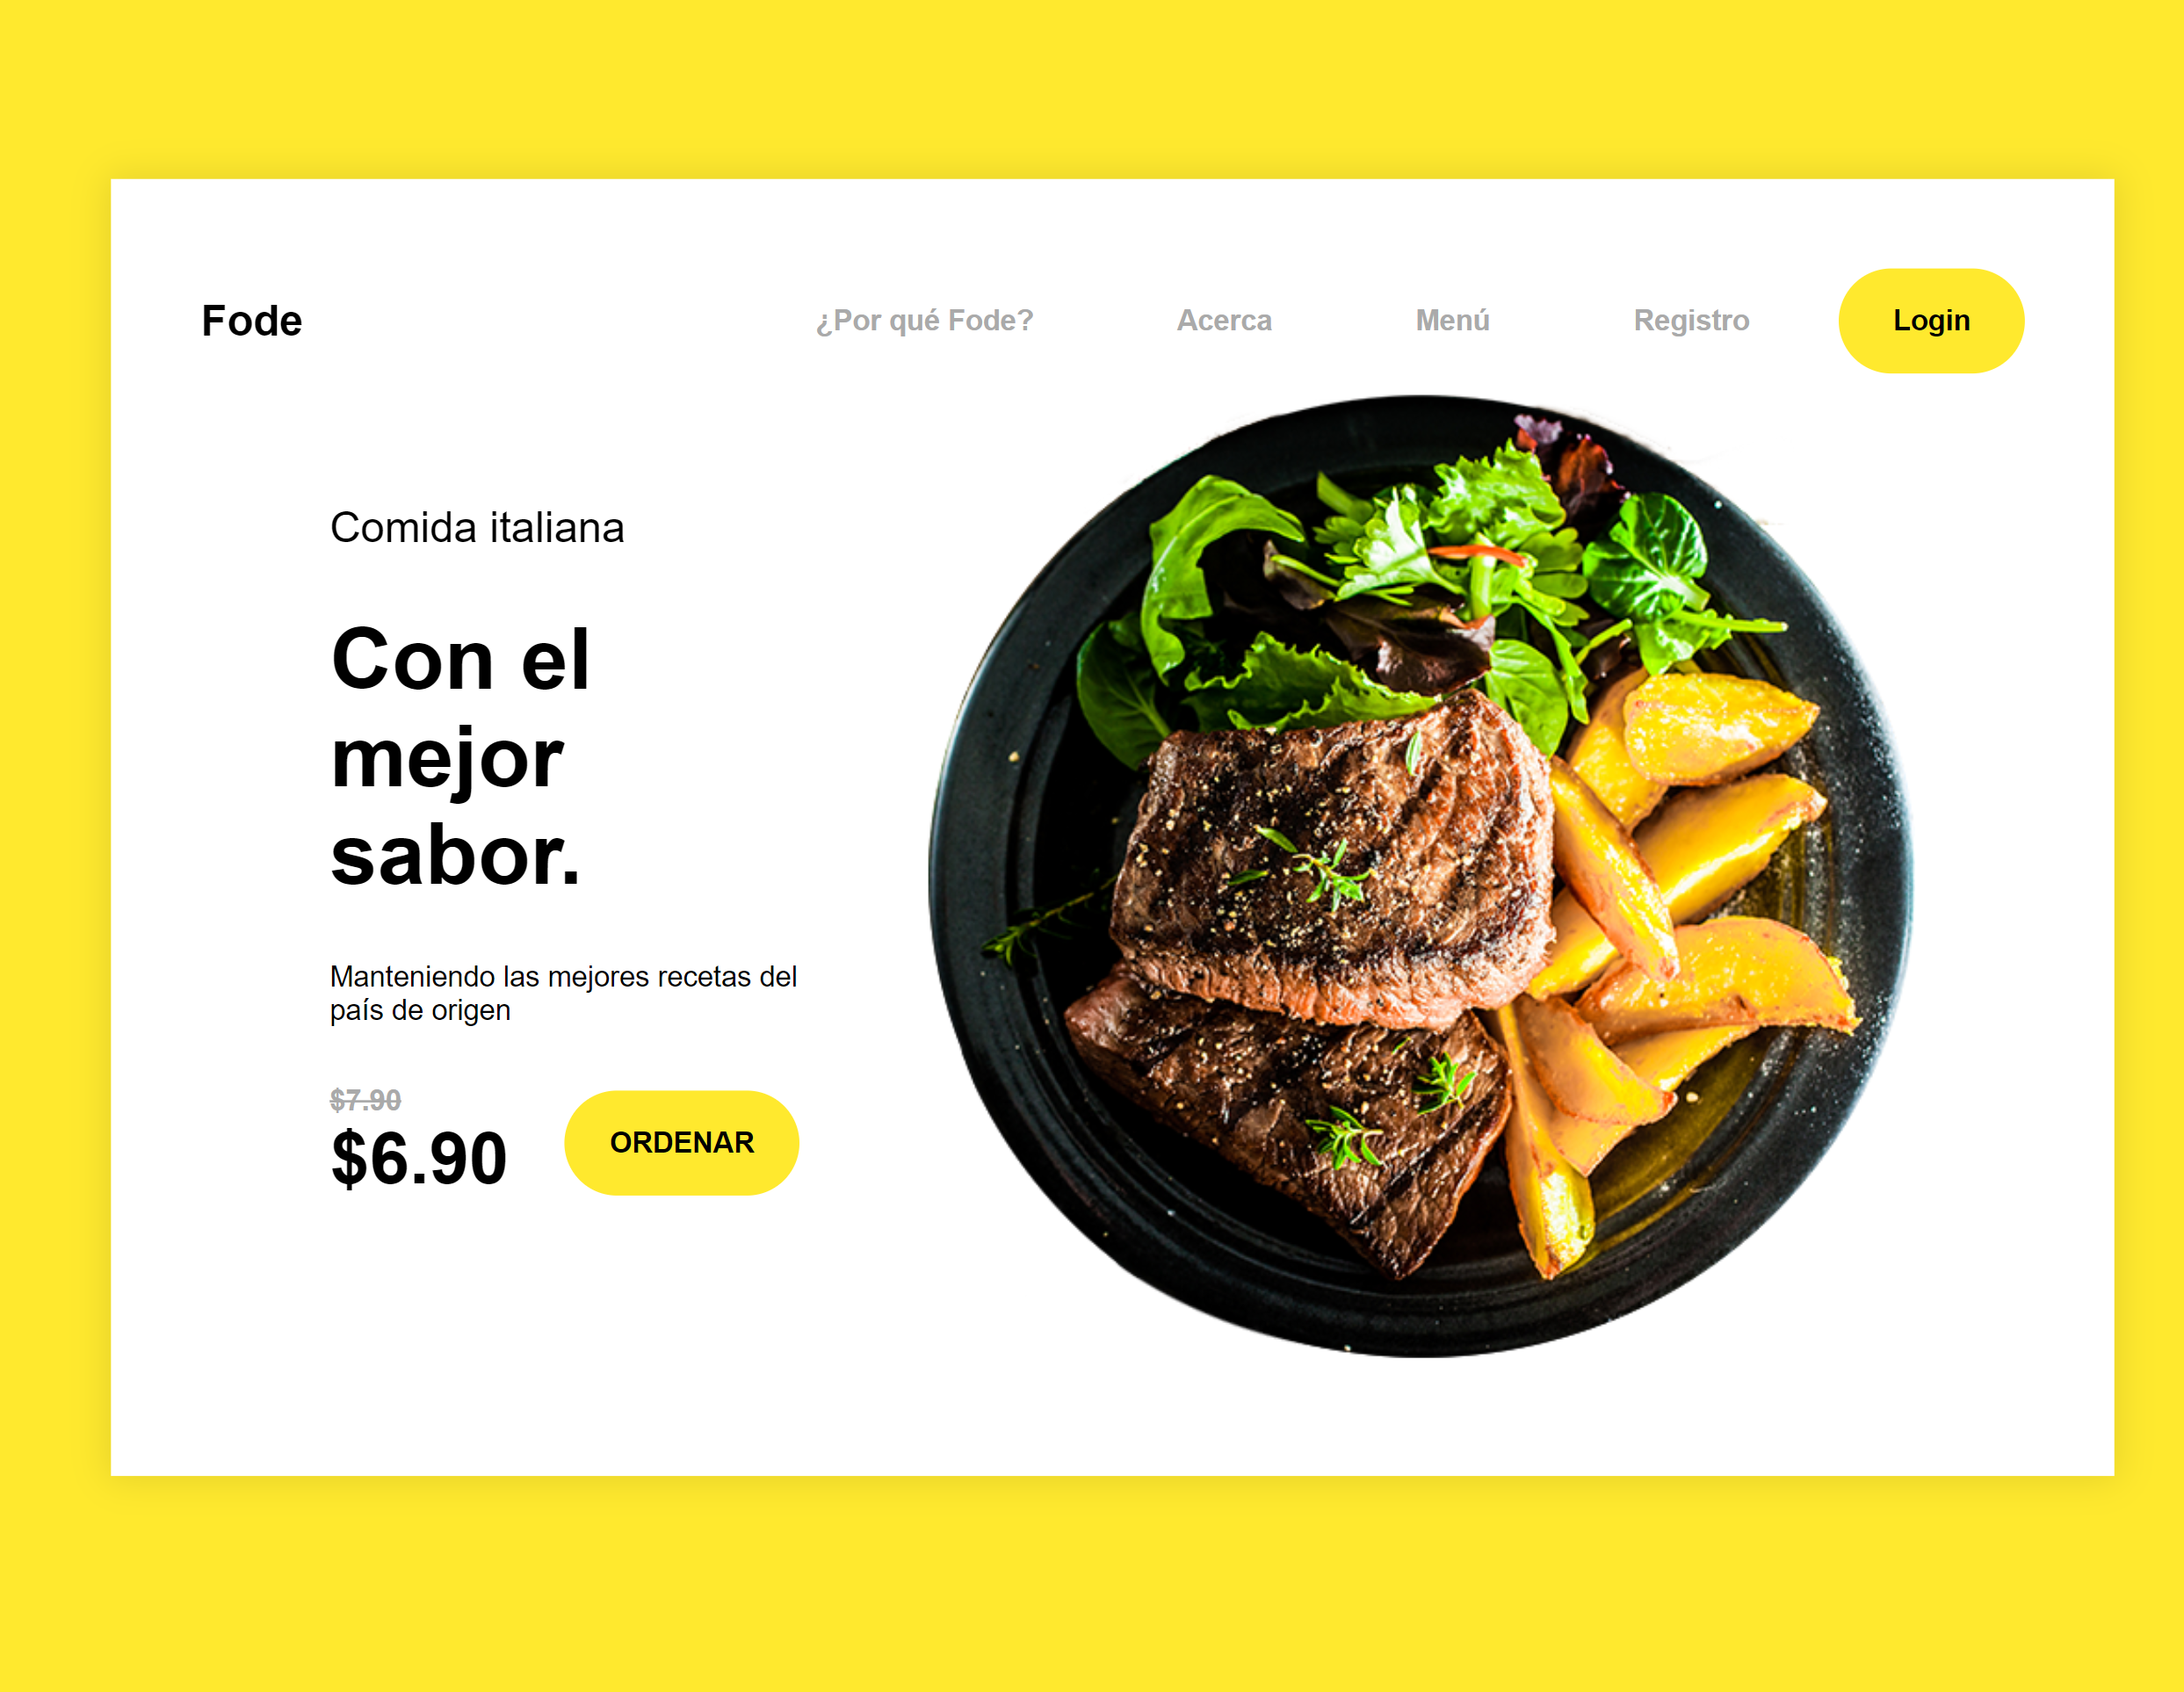 Fode
¿Por qué Fode?
Acerca
Menú
Registro
Login
Comida italiana
Con el
mejor
sabor.
Manteniendo las mejores recetas del
país de origen
$7.90
$6.90
ORDENAR